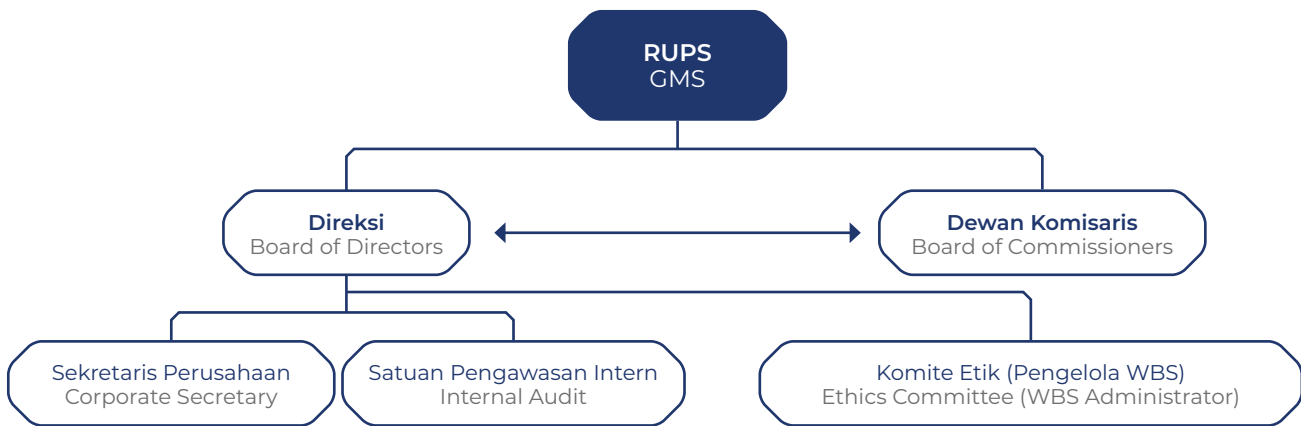 RUPS
GMS
Direksi
Board of Directors
Dewan Komisaris
Board of Commissioners
Sekretaris Perusahaan
Corporate Secretary
Satuan Pengawasan Intern
Internal Audit
Komite Etik (Pengelola WBS)
Ethics Committee (WBS Administrator)